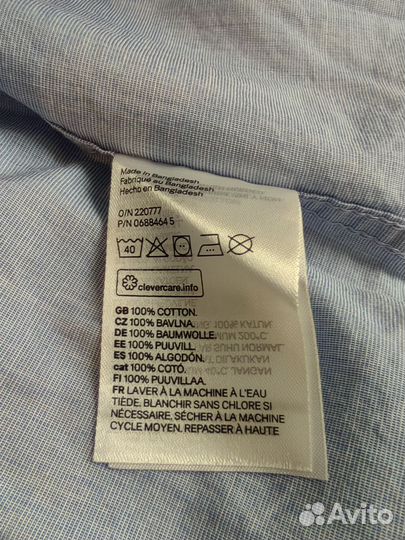 Made in Bangladesh
Fabriqué au Bangladesh
Hecho en Bangladesh
O/N 220777
P/N 0688464 5
40
clevercare.info
GB 100% COTTON.
CZ 100% BAVLNA.
DE 100% BAUMWOLLE.
EE 100% PUUVILL.
ES 100% ALGODÓN.
cat 100% COTÓ.
FI 100% PUUVILLAA.
FR LAVER À LA MACHINE À L'EAU
TIÈDE, BLANCHIR SANS CHLORE SI
NÉCESSAIRE, SÉCHER À LA MACHINE
CYCLE MOYEN, REPASSER À HAUTE
Avito